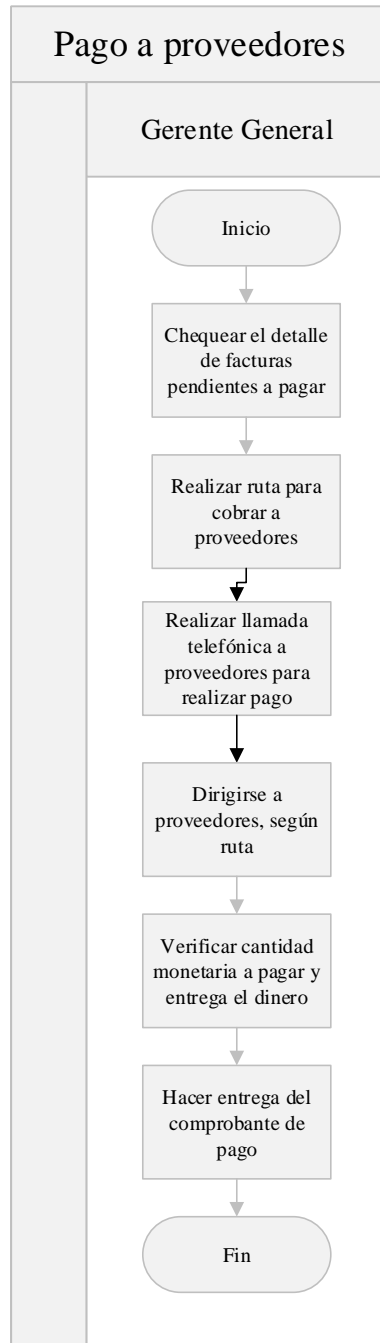 Pago a proveedores
Gerente General
Inicio
Chequear el detalle
de facturas
pendientes a pagar
Realizar ruta para
cobrar a
proveedores
Realizar llamada
telefónica a
proveedores para
realizar pago
Dirigirse a
proveedores, según
ruta
Verificar cantidad
monetaria a pagar y
entrega el dinero
Hacer entrega del
comprobante de
pago
Fin